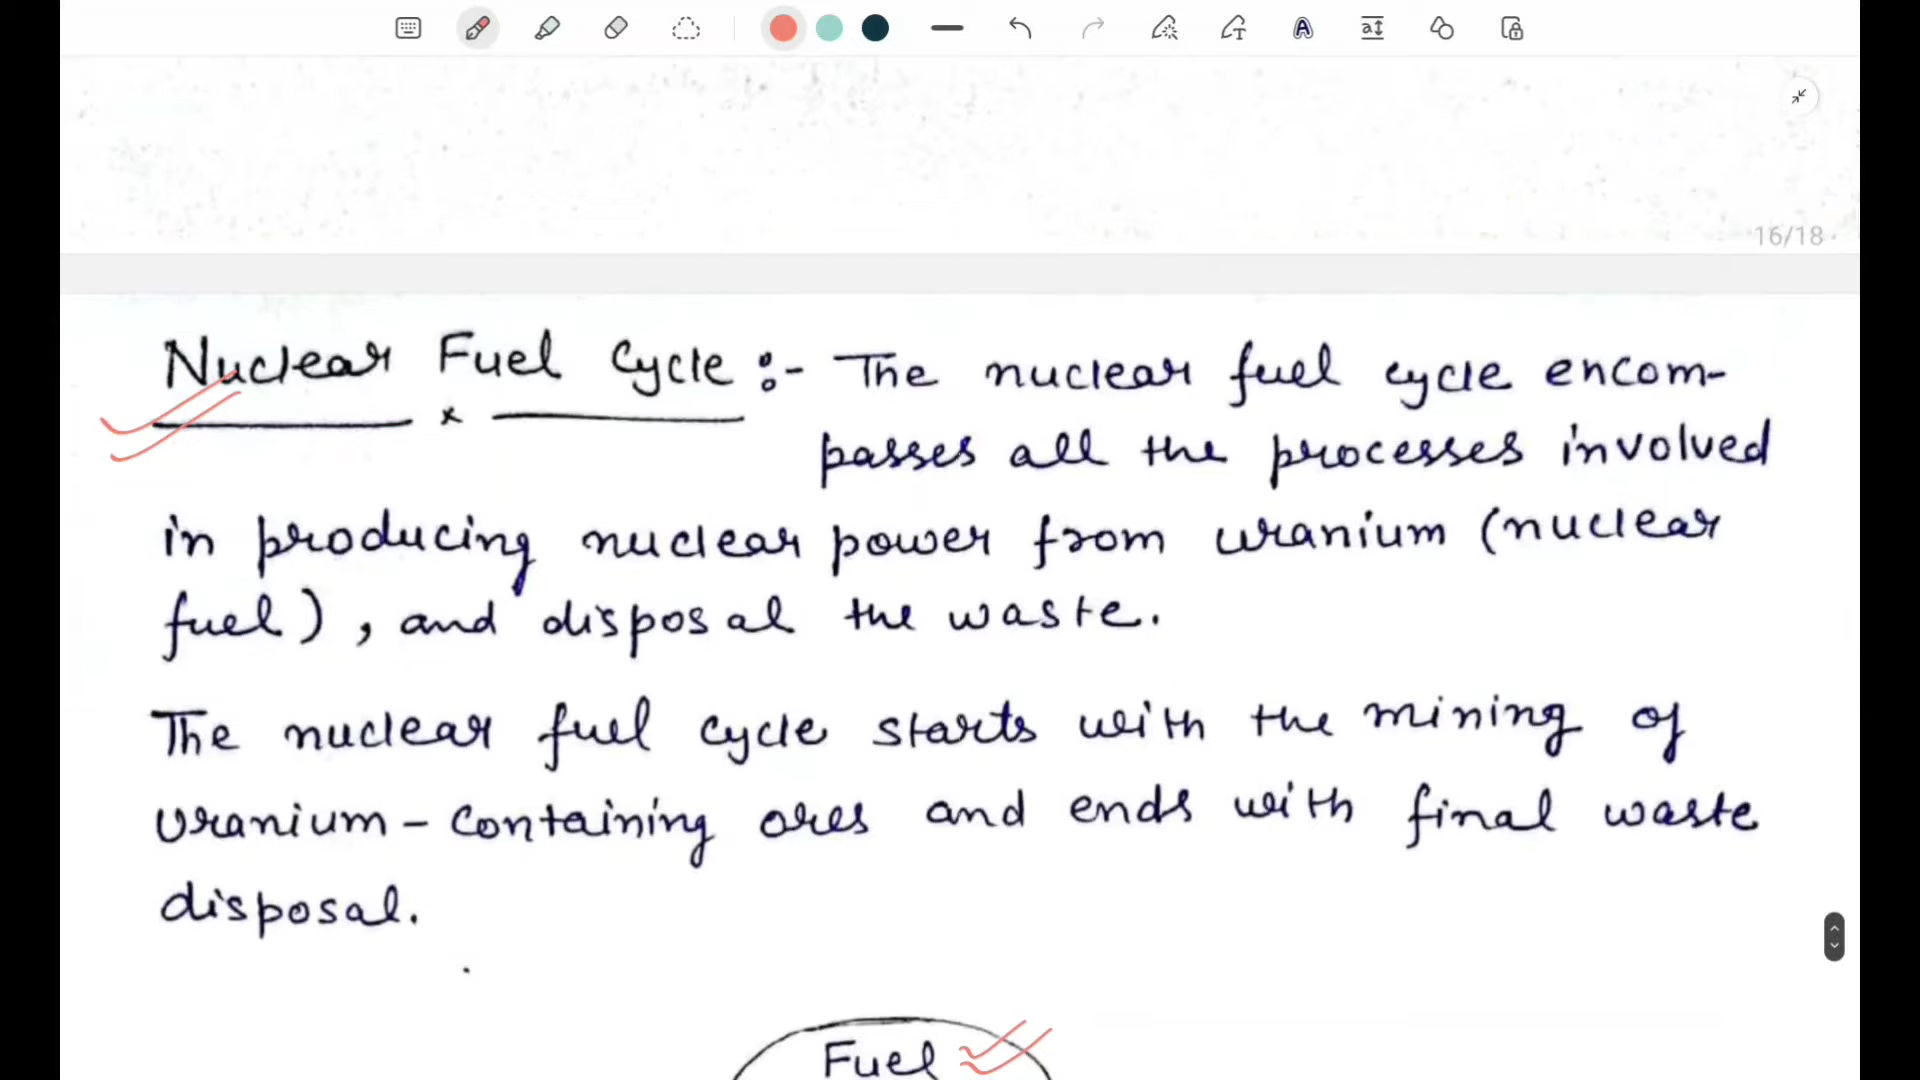 16/18
Nuclear Fuel Cycle :- The nuclear fuel cycle encom-
passes all the processes involved
in producing nuclear power from uranium (nuclear
fuel), and disposal the waste.
The nuclear fuel cycle starts with the mining of
uranium-containing ores and ends with final waste
disposal.
Fuel